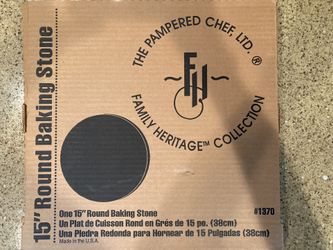 15" Round Baking Stone
THE PAMPERED CHEF, LTD. ®
FH
FAMILY HERITAGE™ COLLECTION
One 15" Round Baking Stone
#1370
Un Plat de Cuisson Rond en Grés de 15 po. (38cm)
Una Piedra Redonda para Hornear de 15 Pulgadas (38cm)
Made in the U.S.A.